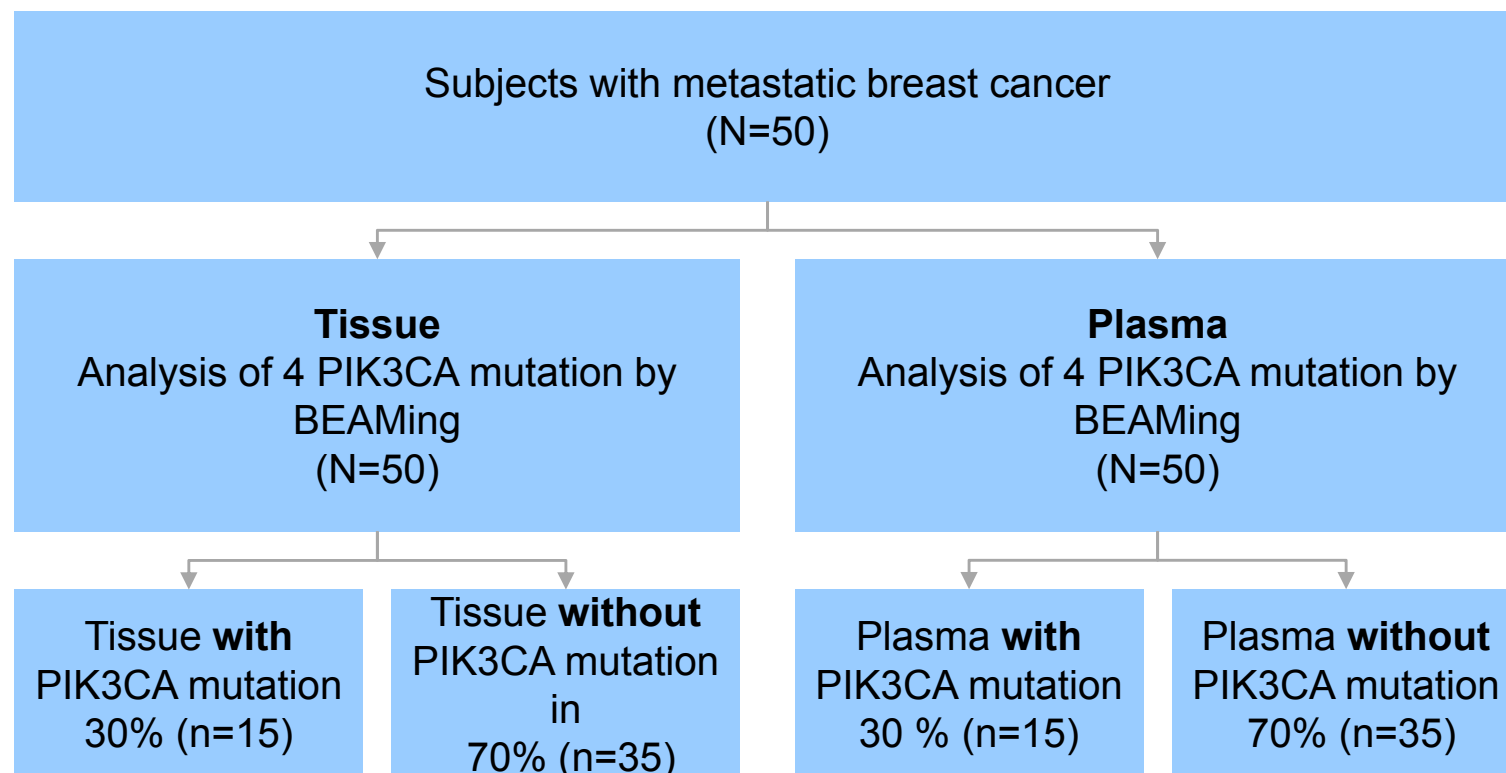 Subjects with metastatic breast cancer
(N=50)
Tissue
Analysis of 4 PIK3CA mutation by
BEAMing
(N=50)
Plasma
Analysis of 4 PIK3CA mutation by
BEAMing
(N=50)
Tissue with
PIK3CA mutation
30% (n=15)
Tissue without
PIK3CA mutation
in
70% (n=35)
Plasma with
PIK3CA mutation
30 % (n=15)
Plasma without
PIK3CA mutation
70% (n=35)